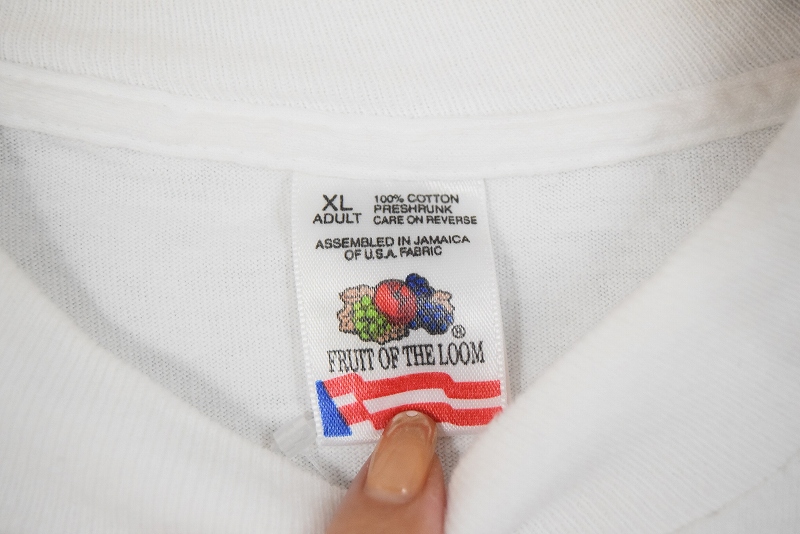 XL
ADULT
100% COTTON
PRESHRUNK
CARE ON REVERSE
ASSEMBLED IN JAMAICA
OF U.S.A. FABRIC
®
FRUIT OF THE LOOM